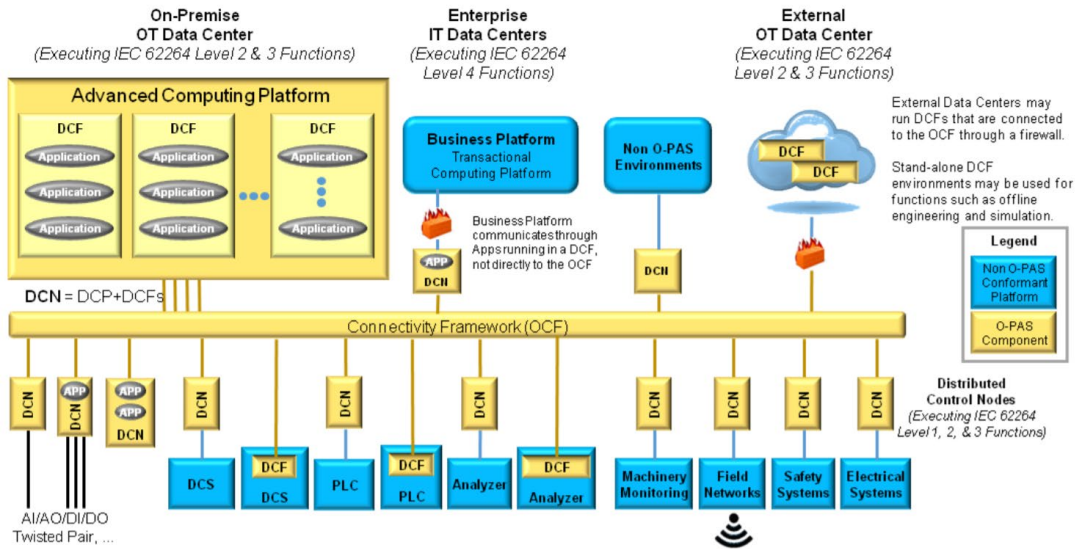 On-Premise
OT Data Center
(Executing IEC 62264 Level 2 & 3 Functions)
Enterprise
IT Data Centers
(Executing IEC 62264
Level 4 Functions)
External
OT Data Center
(Executing IEC 62264
Level 2 & 3 Functions)
Advanced Computing Platform
DCF
Application
Application
Application
DCF
Application
Application
Application
DCF
Application
Application
Business Platform
Transactional
Computing Platform
Non O-PAS
Environments
DCF
DCF
External Data Centers may
run DCFs that are connected
to the OCF through a firewall.
Stand-alone DCF
environments may be used for
functions such as offline
engineering and simulation.
Business Platform
communicates through
Apps running in a DCF,
not directly to the OCF
APP
DCN
DCN
Legend
Non O-PAS
Conformant
Platform
O-PAS
Component
DCN = DCP+DCFs
Connectivity Framework (OCF)
DCN
APP
DCN
APP
APP
DCN
DCN
DCN
DCN
DCN
DCN
DCN
DCN
Distributed
Control Nodes
(Executing IEC 62264
Level 1, 2, & 3 Functions)
DCS
DCF
DCS
PLC
DCF
PLC
Analyzer
DCF
Analyzer
Machinery
Monitoring
Field
Networks
Safety
Systems
Electrical
Systems
AI/AO/DI/DO
Twisted Pair, ...